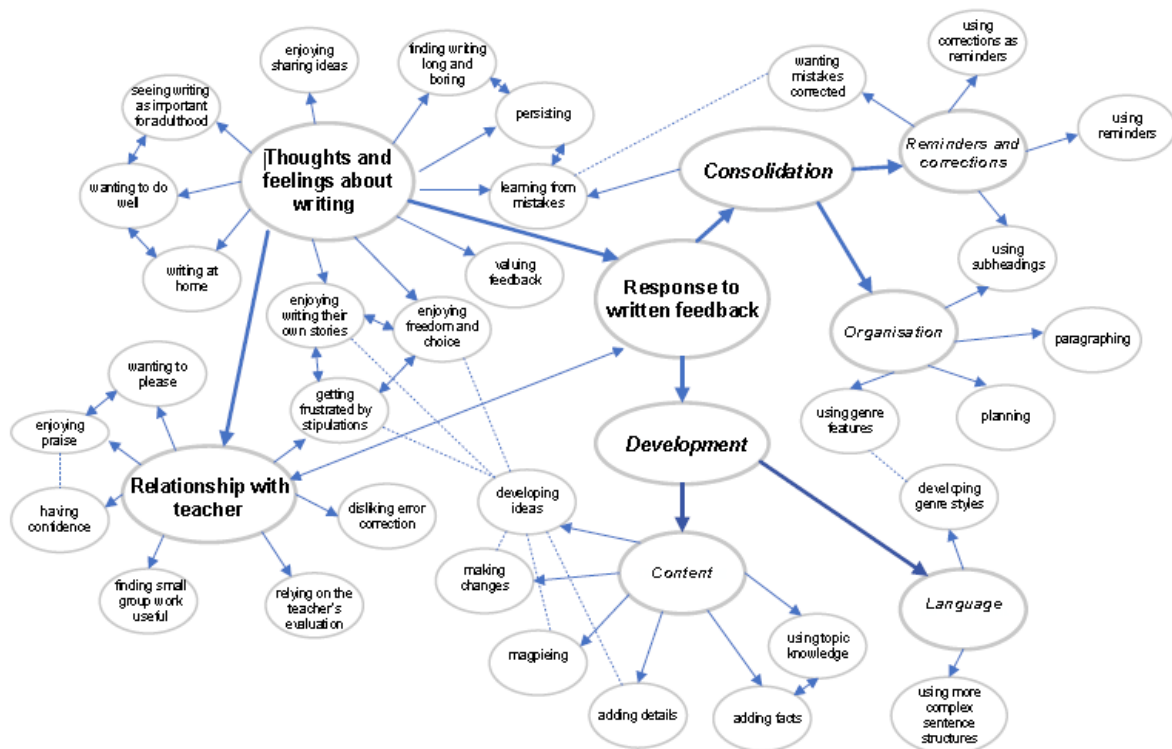 using
corrections as
reminders
enjoying
sharing ideas
finding writing
long and
boring
wanting
mistakes
corrected
seeing writing
as important
for adulthood
persisting
using
reminders
Thoughts and
feelings about
writing
Reminders and
corrections
Consolidation
wanting to do
well
learning from
mistakes
writing at
home
valuing
feedback
using
subheadings
Response to
written feedback
enjoying
writing their
own stories
enjoying
freedom and
choice
Organisation
paragraphing
wanting to
please
getting
frustrated by
stipulations
using genre
features
planning
enjoying
praise
Development
Relationship with
teacher
developing
ideas
developing
genre styles
having
confidence
disliking error
correction
making
changes
Content
finding small
group work
useful
relying on the
teacher's
evaluation
Language
magpieing
using topic
knowledge
adding details
adding facts
using more
complex
sentence
structures